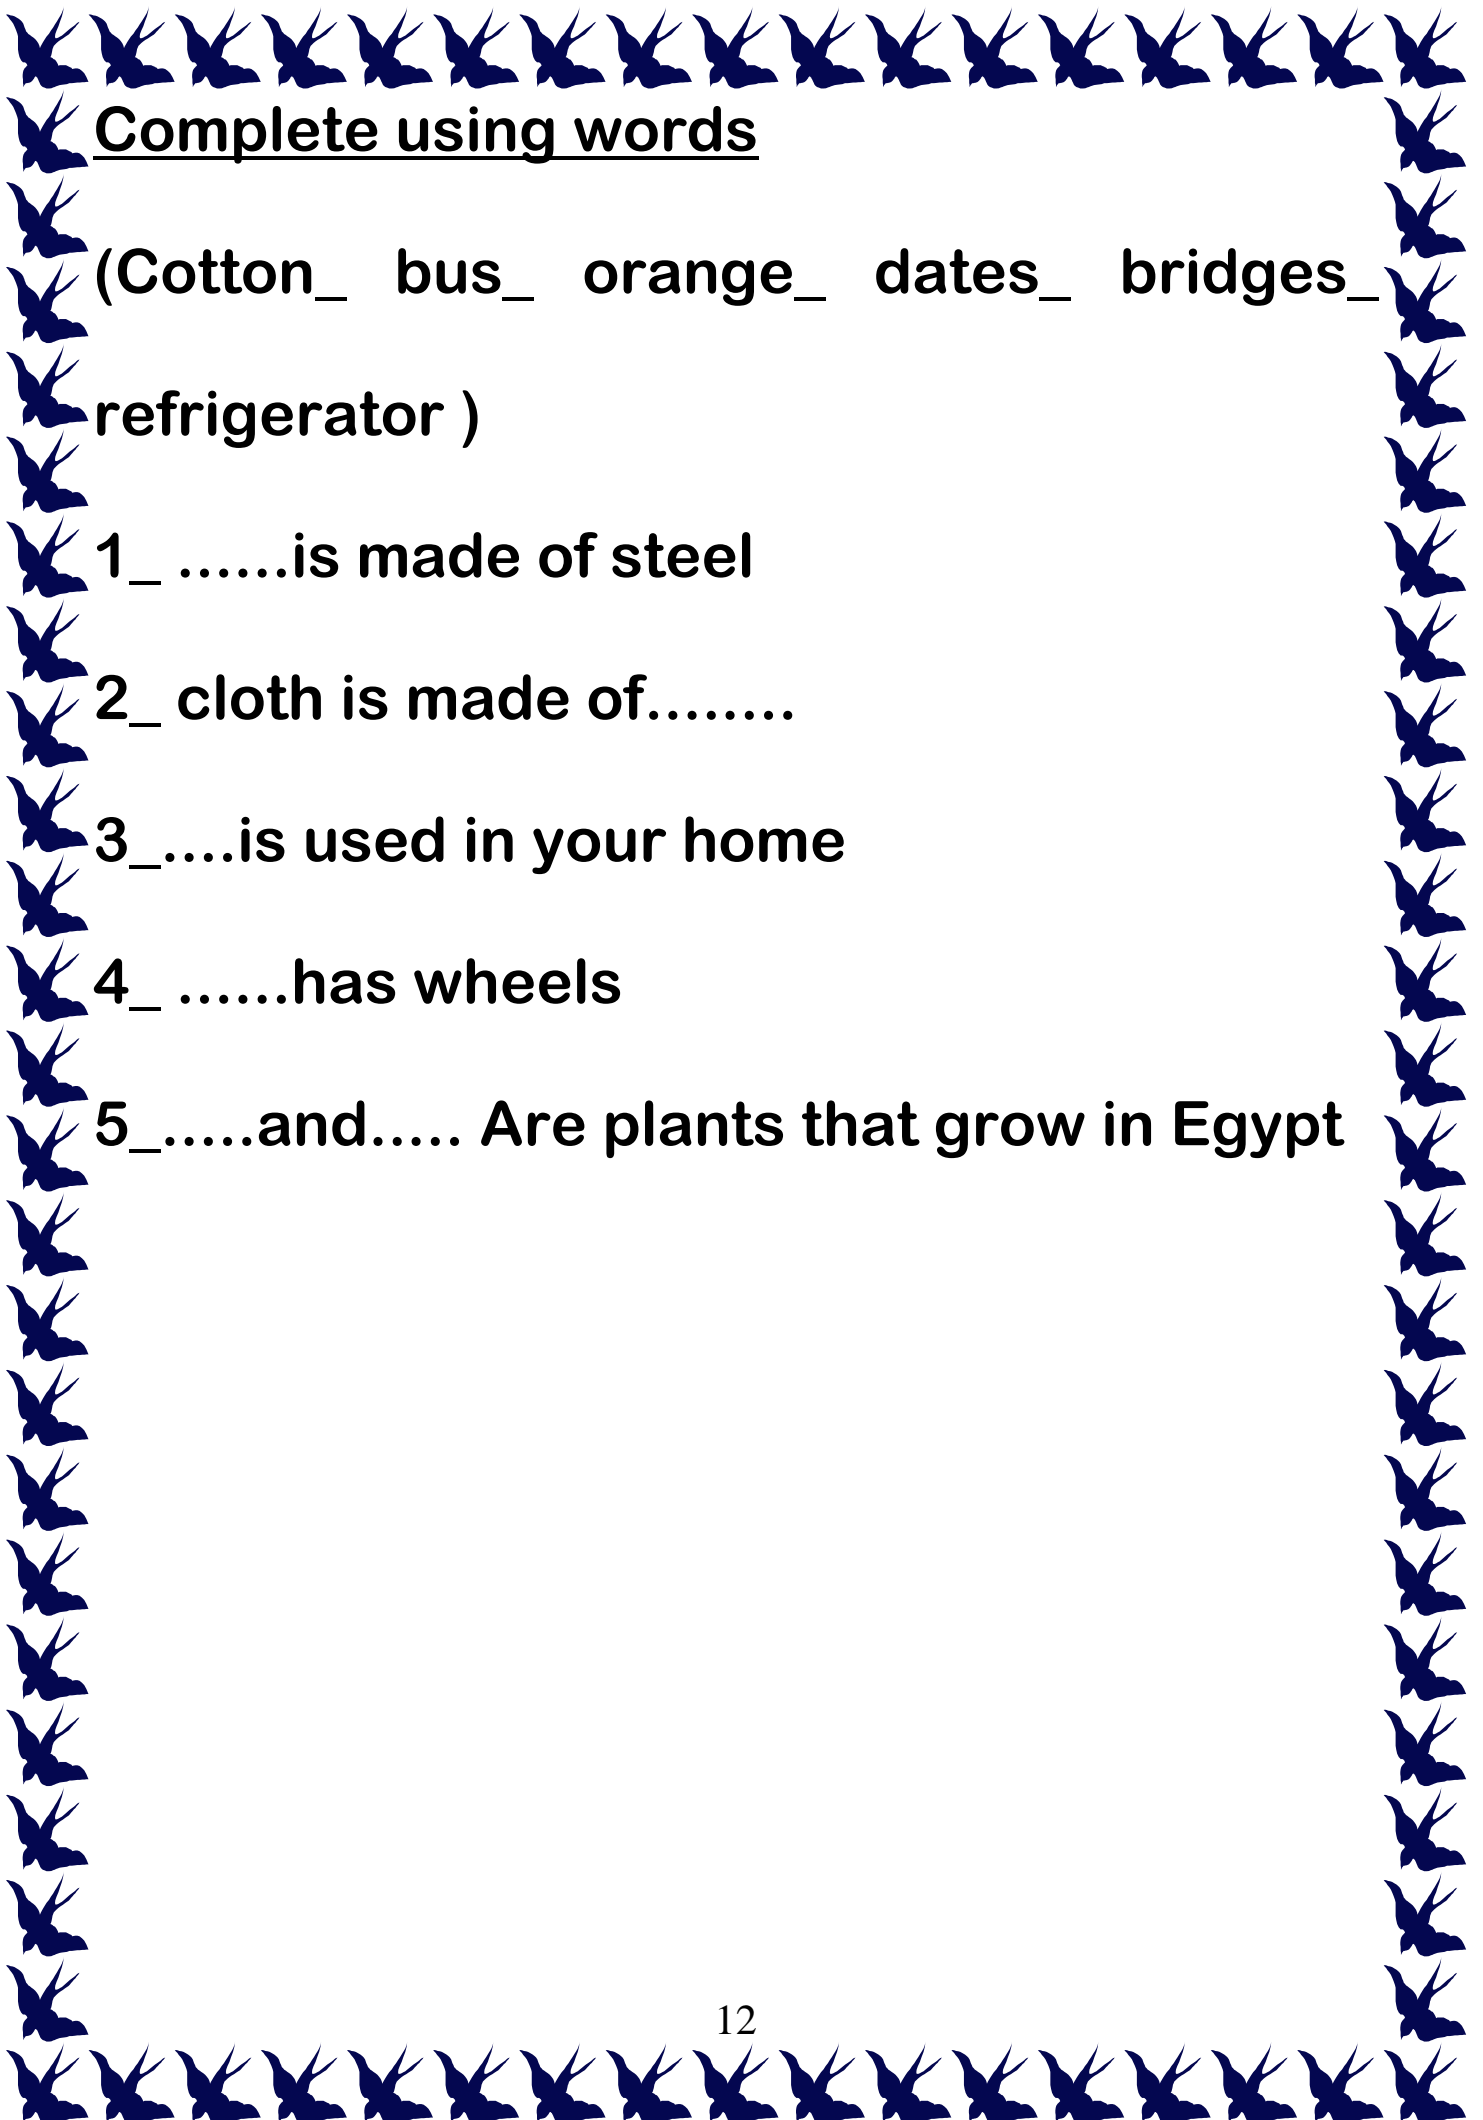 Complete using words
(Cotton_ bus_ orange_ dates_ bridges_
refrigerator )
1_ ......is made of steel
2_ cloth is made of........
3_....is used in your home
4_ ......has wheels
5_.....and..... Are plants that grow in Egypt
12